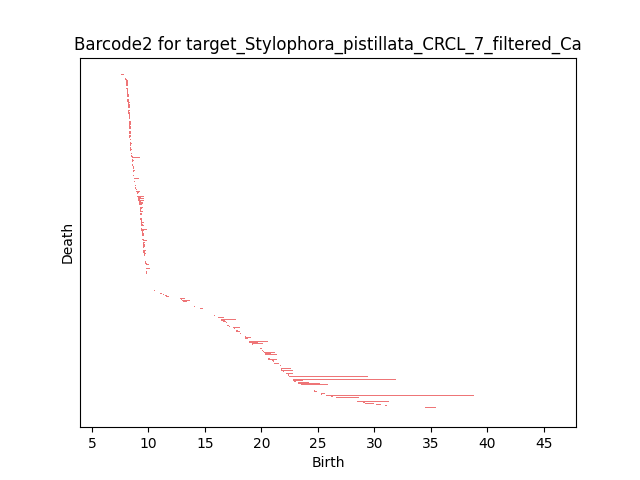 Barcode2 for target_Stylophora_pistillata_CRCL_7_filtered_Ca
Death
5 10 15 20 25 30 35 40 45
Birth